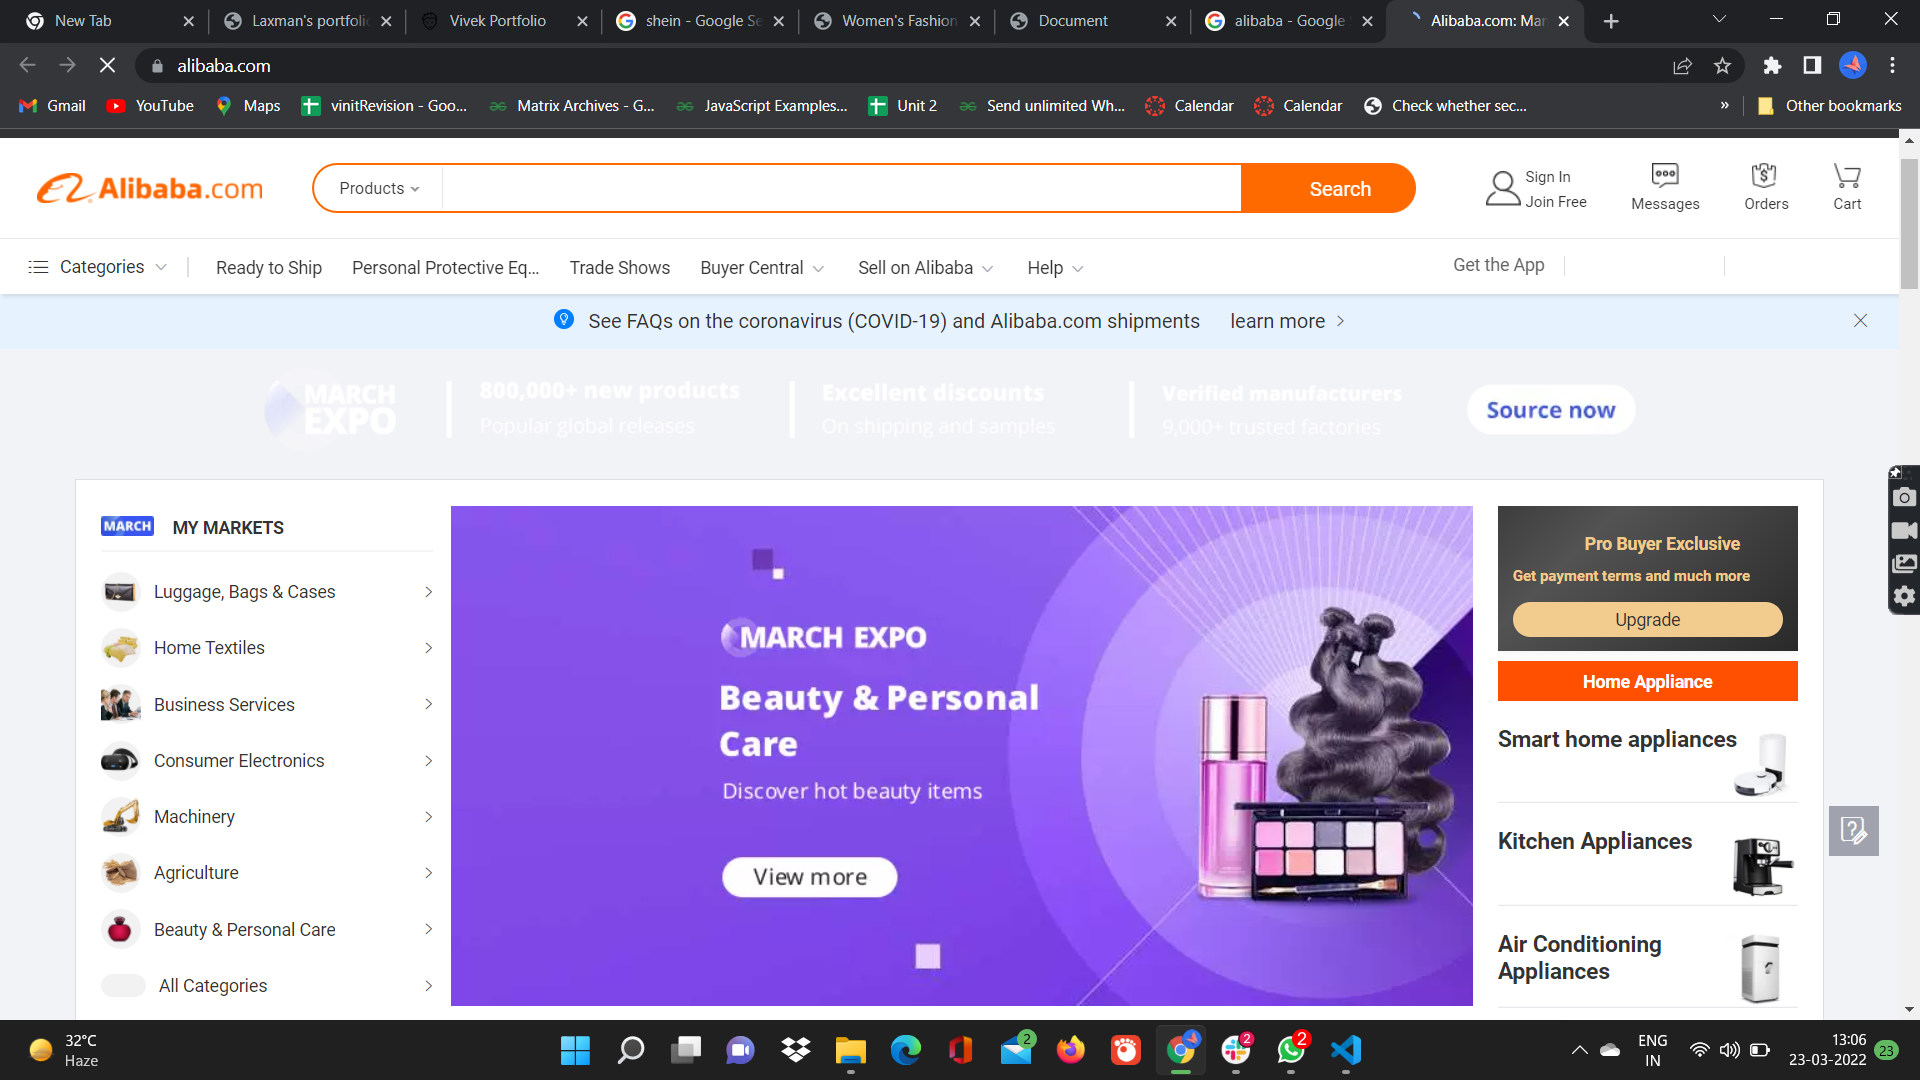 New Tab
Laxman's portfolio
Vivek Portfolio
shein - Google Se
Women's Fashion
Document
alibaba - Google
Alibaba.com: Man
alibaba.com
Gmail
YouTube
Maps
vinitRevision - Goo...
Matrix Archives - G...
JavaScript Examples...
Unit 2
Send unlimited Wh...
Calendar
Calendar
Check whether sec...
»
Other bookmarks
Alibaba.com
Products
Search
Sign In
Join Free
Messages
Orders
Cart
Categories
Ready to Ship
Personal Protective Eq...
Trade Shows
Buyer Central
Sell on Alibaba
Help
Get the App
See FAQs on the coronavirus (COVID-19) and Alibaba.com shipments
learn more
MARCH
EXPO
800,000+ new products
Popular global releases
Excellent discounts
On shipping and samples
Verified manufacturers
9,000+ trusted factories
Source now
MARCH
MY MARKETS
Luggage, Bags & Cases
Home Textiles
Business Services
Consumer Electronics
Machinery
Agriculture
Beauty & Personal Care
All Categories
MARCH EXPO
Beauty & Personal
Care
Discover hot beauty items
View more
Pro Buyer Exclusive
Get payment terms and much more
Upgrade
Home Appliance
Smart home appliances
Kitchen Appliances
Air Conditioning
Appliances
32°C
Haze
2
2
2
ENG
IN
13:06
23-03-2022
23